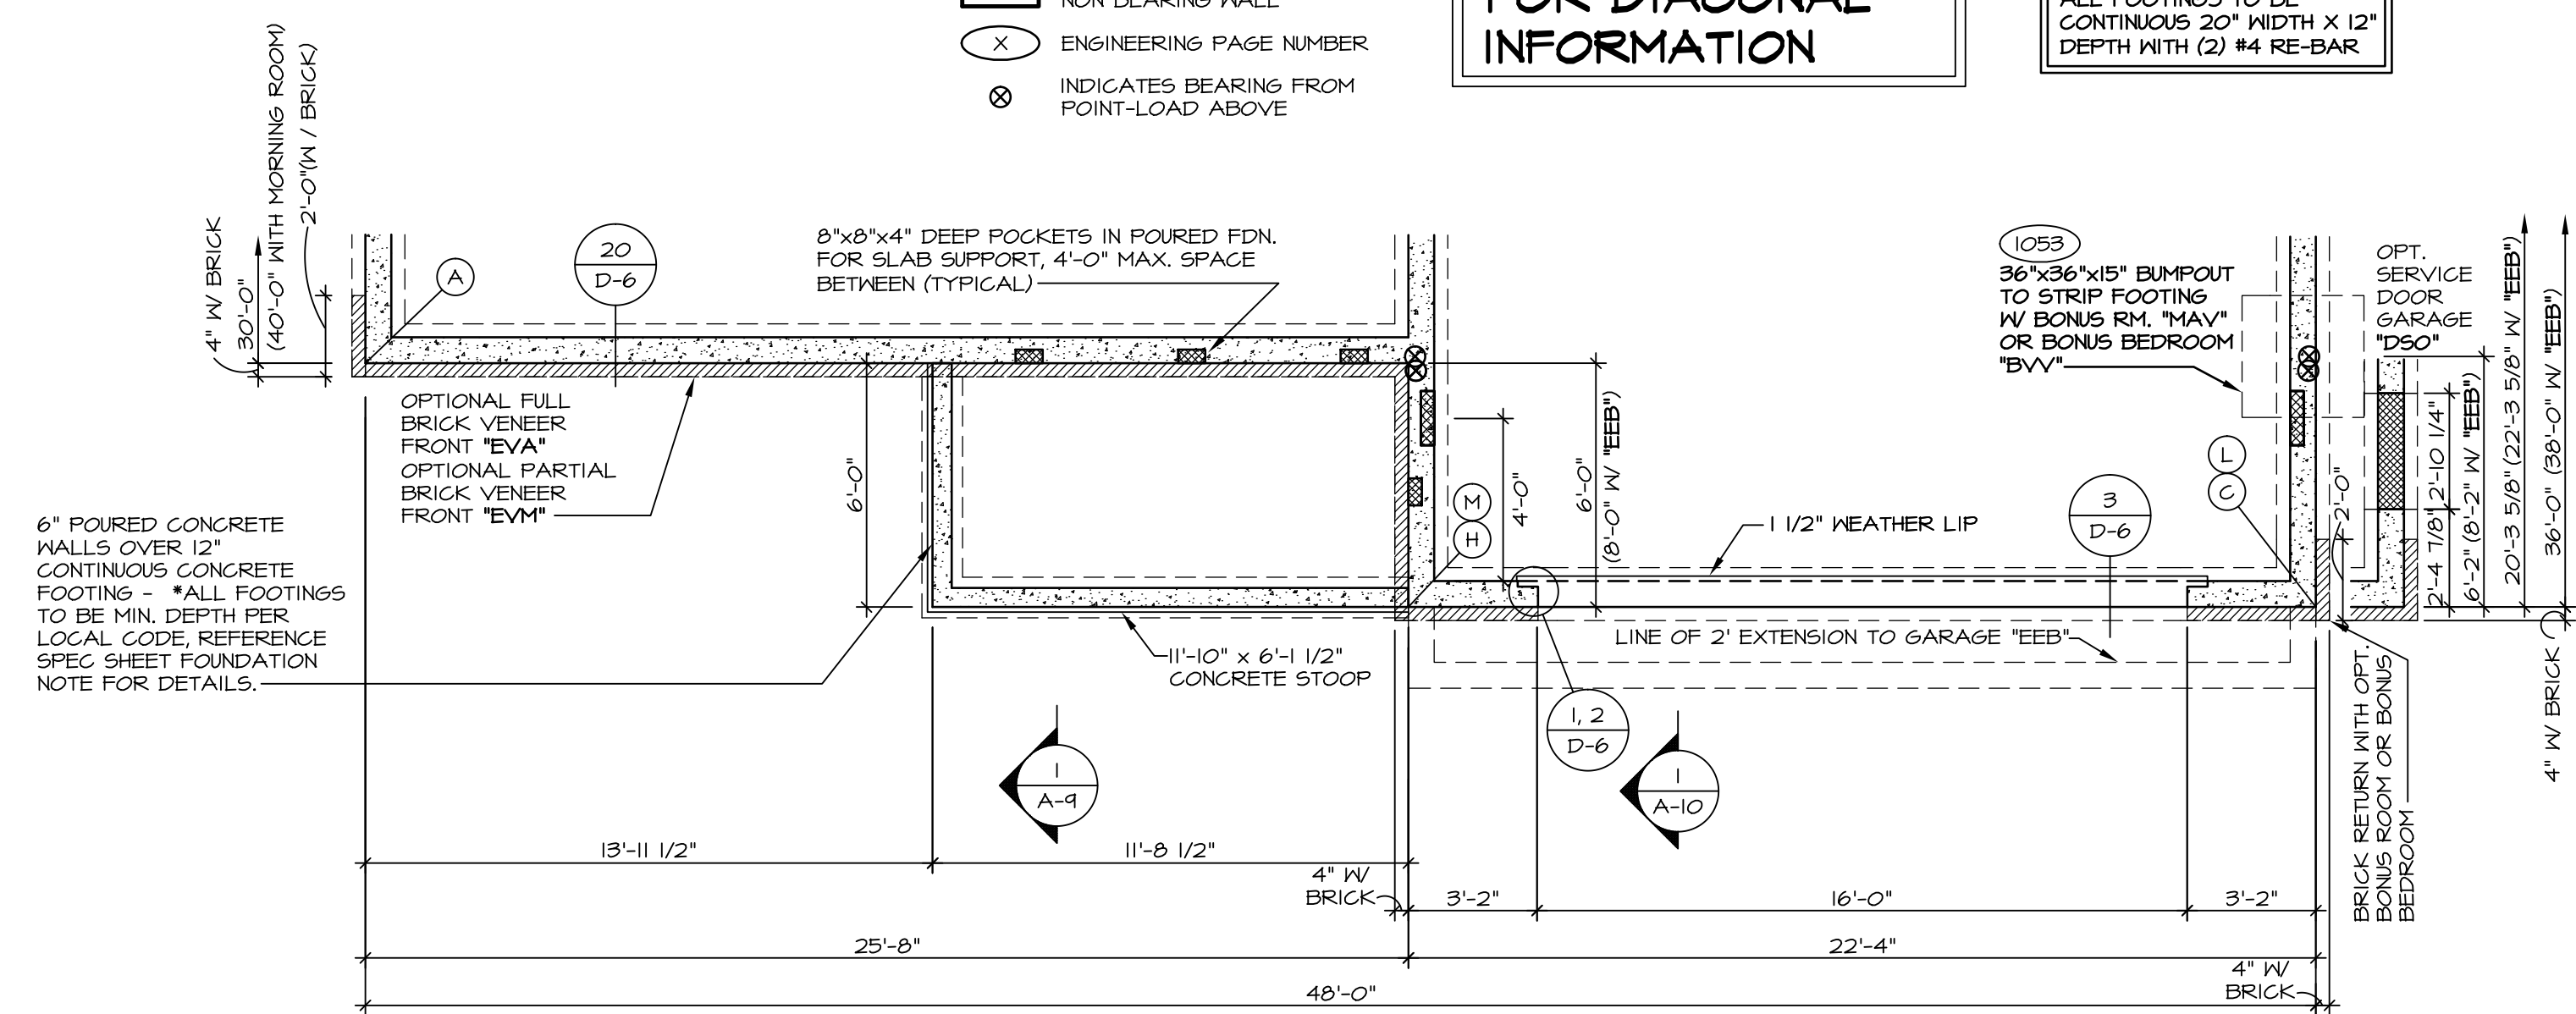 NON BEARING WALL
X
ENGINEERING PAGE NUMBER
INDICATES BEARING FROM
POINT-LOAD ABOVE
FOR DIAGONAL
INFORMATION
ALL FOOTINGS TO BE
CONTINUOUS 20" WIDTH X 12"
DEPTH WITH (2) #4 RE-BAR
4" W/ BRICK
30'-0"
(40'-0" WITH MORNING ROOM)
2'-0"(W / BRICK)
A
20
D-6
8"x8"x4" DEEP POCKETS IN POURED FDN.
FOR SLAB SUPPORT, 4'-0" MAX. SPACE
BETWEEN (TYPICAL)
1053
36"x36"x15" BUMPOUT
TO STRIP FOOTING
W/ BONUS RM. "MAV"
OR BONUS BEDROOM
"BVV"
OPT.
SERVICE
DOOR
GARAGE
"DSO"
OPTIONAL FULL
BRICK VENEER
FRONT "EVA"
OPTIONAL PARTIAL
BRICK VENEER
FRONT "EVM"
6" POURED CONCRETE
WALLS OVER 12"
CONTINUOUS CONCRETE
FOOTING - *ALL FOOTINGS
TO BE MIN. DEPTH PER
LOCAL CODE, REFERENCE
SPEC SHEET FOUNDATION
NOTE FOR DETAILS.
6'-0"
M
H
4'-0"
6'-0"
(8'-0" W/ "EEB")
1 1/2" WEATHER LIP
3
D-6
L
C
2'-0"
2'-4 7/8"
2'-10 1/4"
6'-2" (8'-2" W/ "EEB")
20'-3 5/8" (22'-3 5/8" W/ "EEB")
36'-0" (38'-0" W/ "EEB")
4" W/ BRICK
LINE OF 2' EXTENSION TO GARAGE "EEB"
11'-10" x 6'-1 1/2"
CONCRETE STOOP
1, 2
D-6
1
A-9
1
A-10
BRICK RETURN WITH OPT.
BONUS ROOM OR BONUS
BEDROOM
13'-11 1/2"
11'-8 1/2"
4" W/
BRICK
3'-2"
16'-0"
3'-2"
25'-8"
22'-4"
4" W/
BRICK
48'-0"